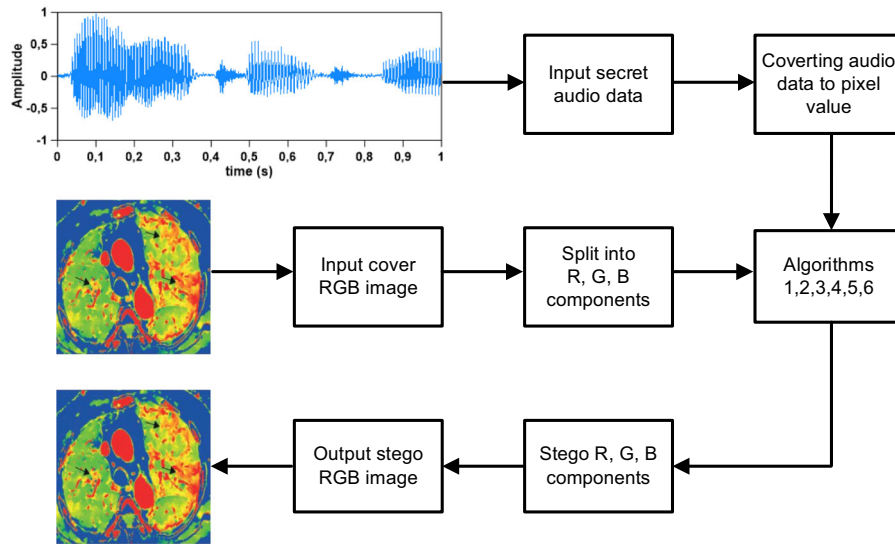 Amplitude
1
0,5
0
-0,5
-1
0 0,1 0,2 0,3 0,4 0,5 0,6 0,7 0,8 0,9 1
time (s)
Input secret
audio data
Coverting audio
data to pixel
value
Input cover
RGB image
Split into
R, G, B
components
Algorithms
1,2,3,4,5,6
Output stego
RGB image
Stego R, G, B
components